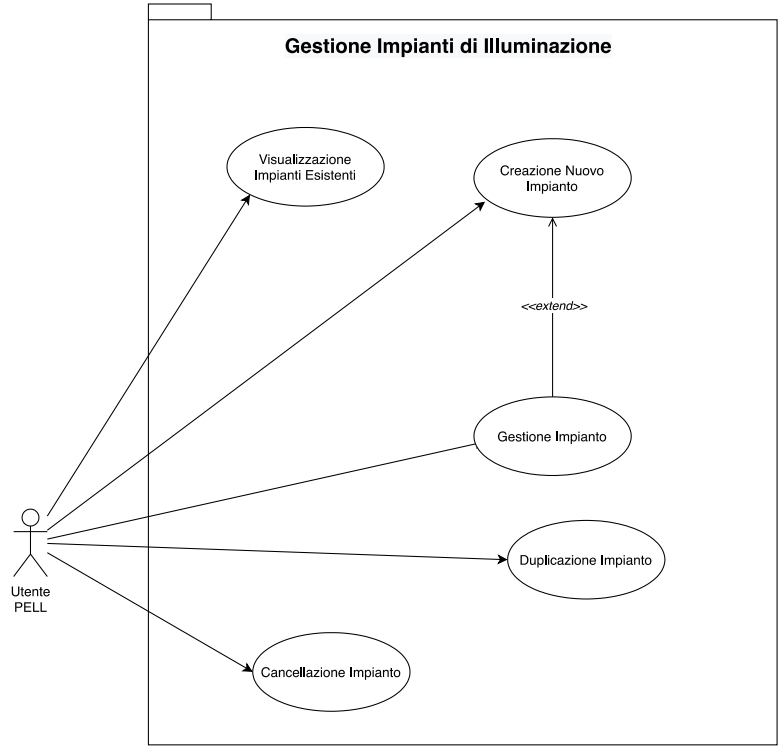 Gestione Impianti di Illuminazione
Visualizzazione
Impianti Esistenti
Creazione Nuovo
Impianto
<<extend>>
Gestione Impianto
Duplicazione Impianto
Utente
PELL
Cancellazione Impianto